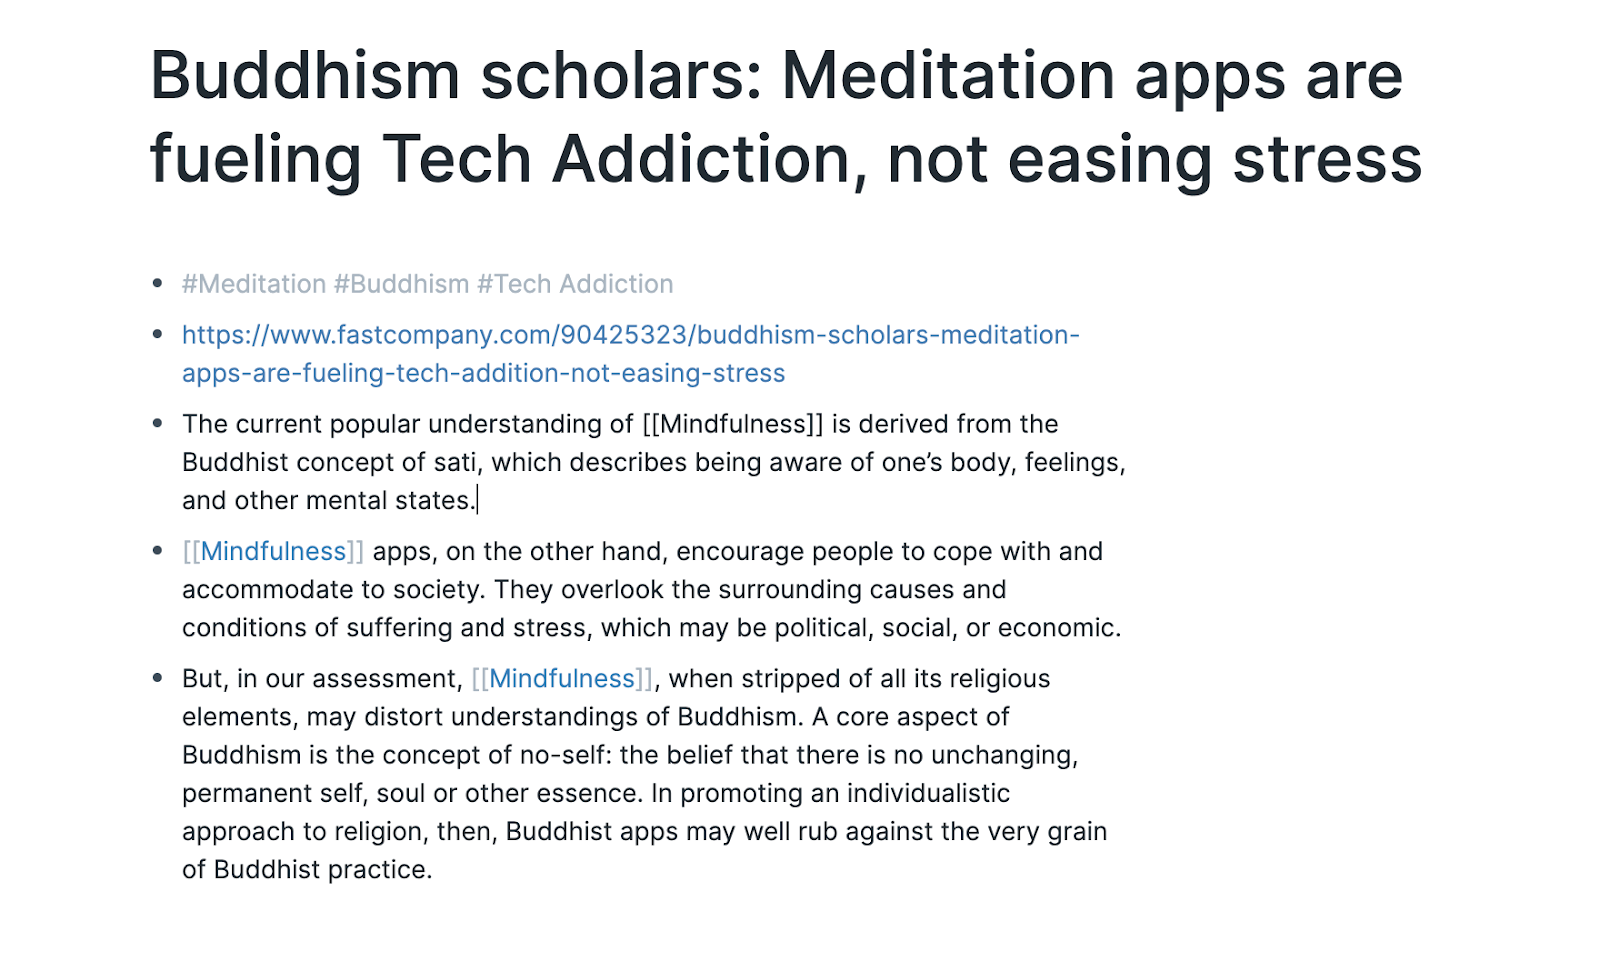 Buddhism scholars: Meditation apps are
fueling Tech Addiction, not easing stress
#Meditation #Buddhism #Tech Addiction
https://www.fastcompany.com/90425323/buddhism-scholars-meditation-
apps-are-fueling-tech-addition-not-easing-stress
The current popular understanding of [[Mindfulness]] is derived from the
Buddhist concept of sati, which describes being aware of one’s body, feelings,
and other mental states.
[[Mindfulness]] apps, on the other hand, encourage people to cope with and
accommodate to society. They overlook the surrounding causes and
conditions of suffering and stress, which may be political, social, or economic.
But, in our assessment, [[Mindfulness]], when stripped of all its religious
elements, may distort understandings of Buddhism. A core aspect of
Buddhism is the concept of no-self: the belief that there is no unchanging,
permanent self, soul or other essence. In promoting an individualistic
approach to religion, then, Buddhist apps may well rub against the very grain
of Buddhist practice.